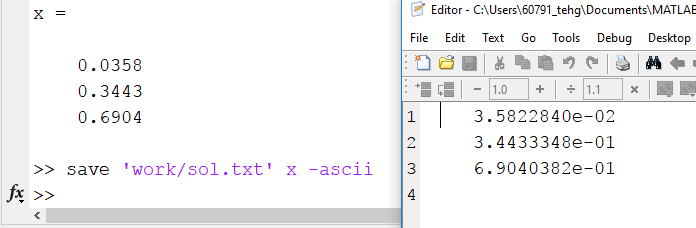 x =
0.0358
0.3443
0.6904
>> save 'work/sol.txt' x -ascii
fx >>
Editor - C:\Users\60791_tehg\Documents\MATLAB
File Edit Text Go Tools Debug Desktop
1.0
1.1
1 3.5822840e-02
2 3.4433348e-01
3 6.9040382e-01
4